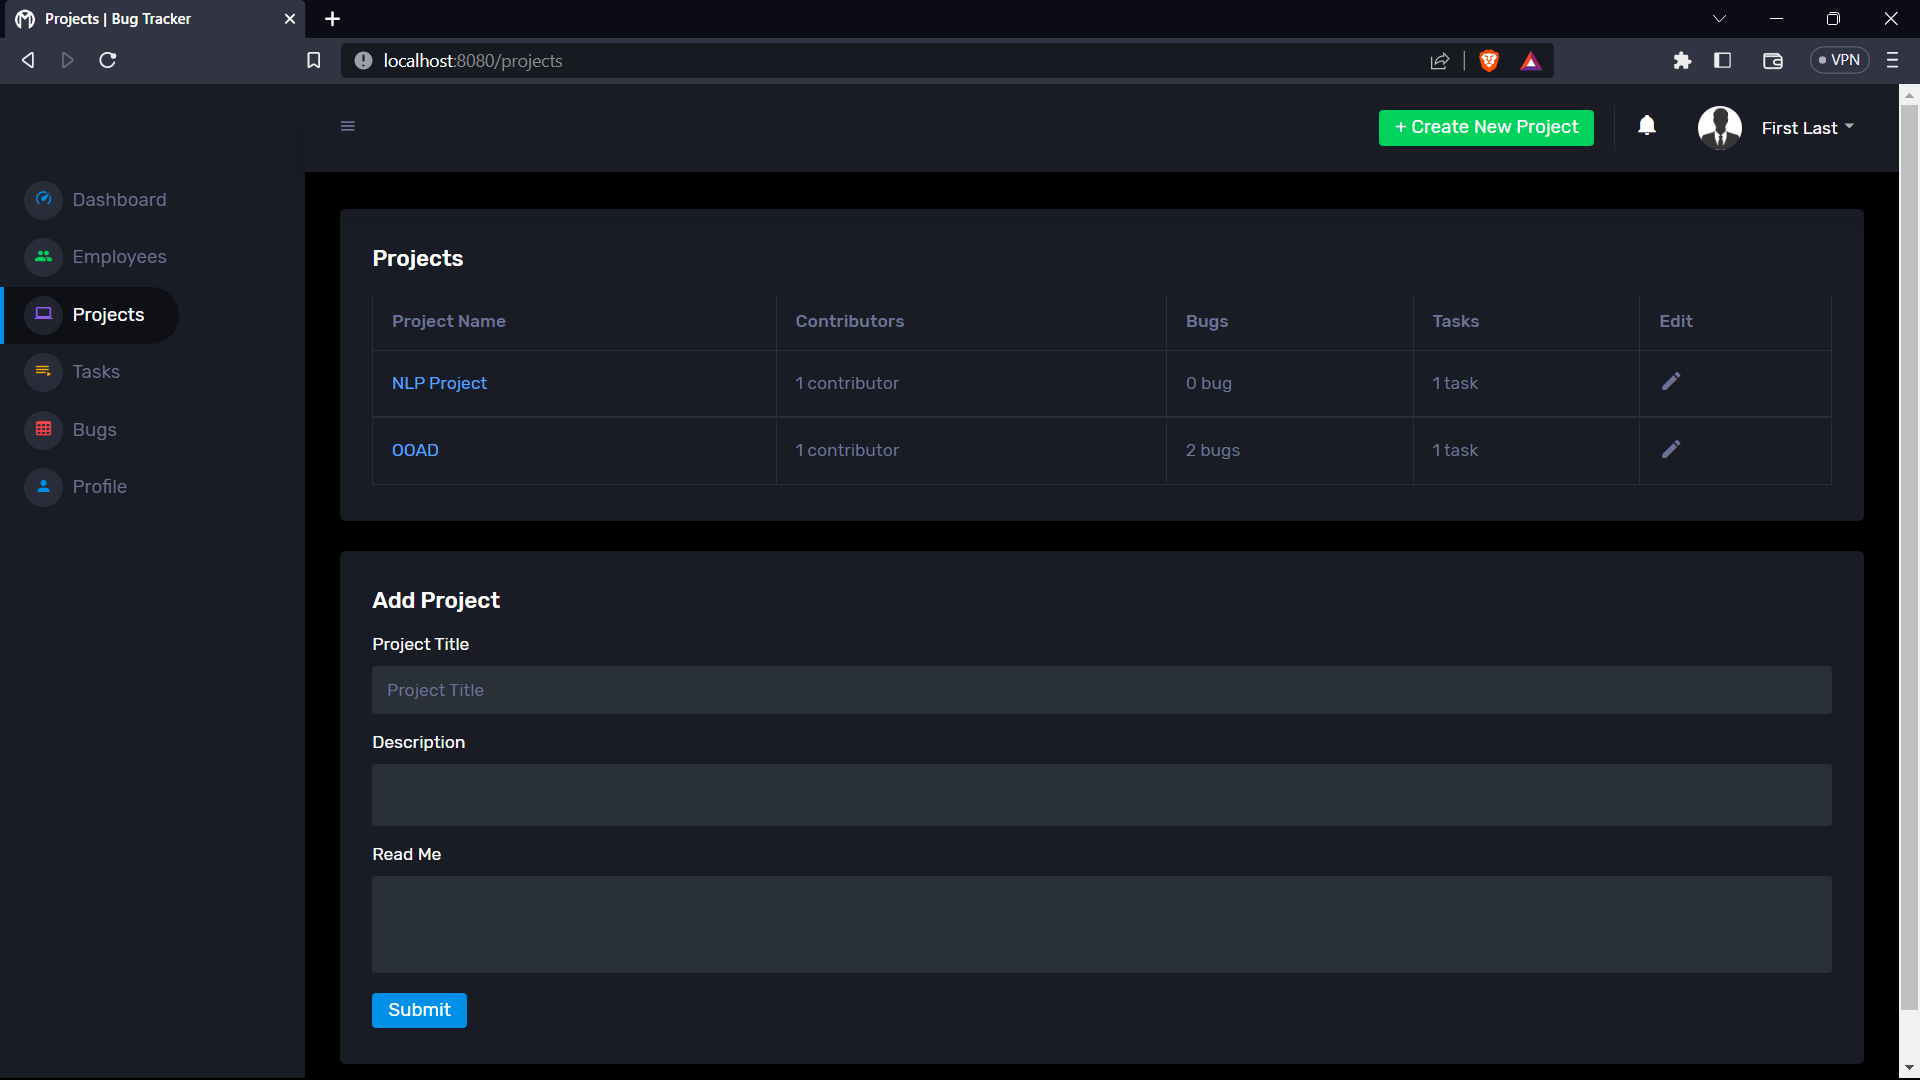 Projects | Bug Tracker
localhost:8080/projects
VPN
+ Create New Project
First Last
Dashboard
Employees
Projects
Tasks
Bugs
Profile
Projects
Project Name Contributors Bugs Tasks Edit
NLP Project 1 contributor 0 bug 1 task
OOAD 1 contributor 2 bugs 1 task
Add Project
Project Title
Project Title
Description
Read Me
Submit